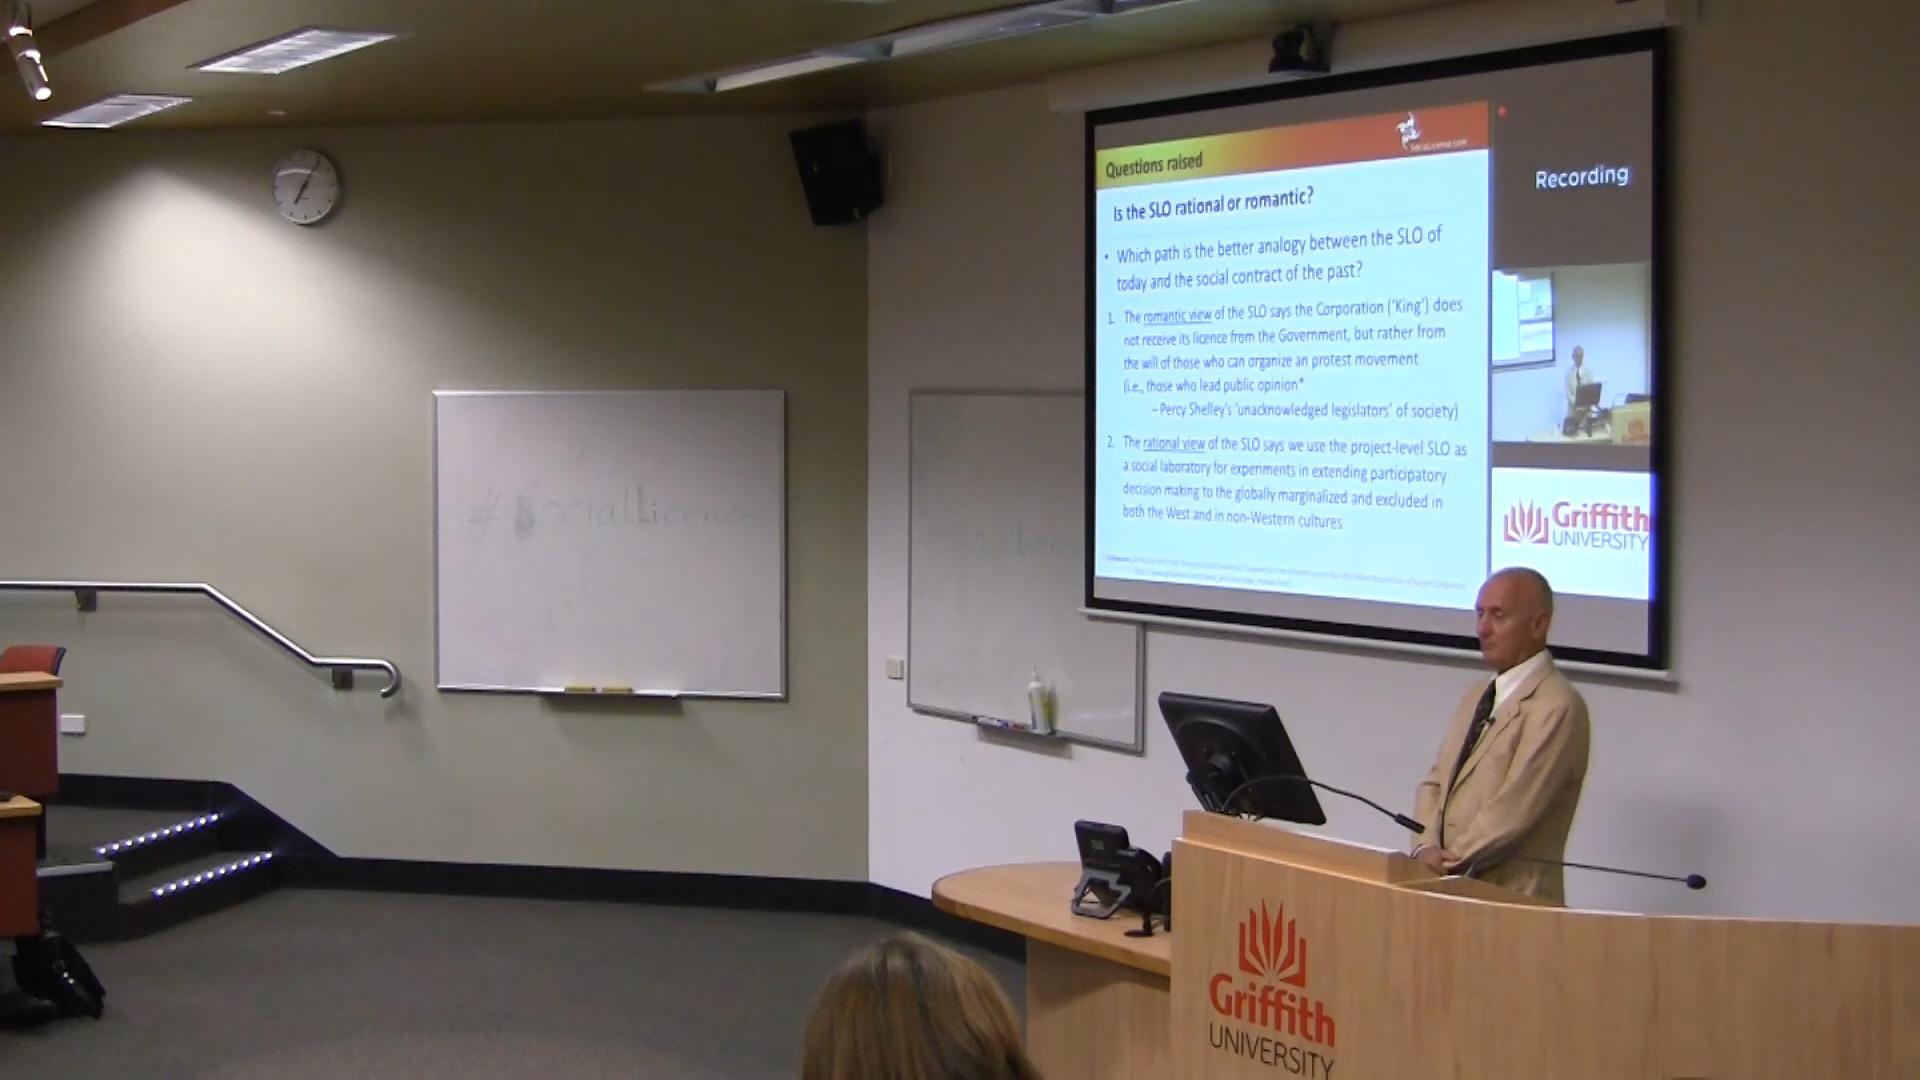 Questions raised
SociaLicense.com
Is the SLO rational or romantic?
• Which path is the better analogy between the SLO of
today and the social contract of the past?
1. The romantic view of the SLO says the Corporation ('King') does
not receive its licence from the Government, but rather from
the will of those who can organize an protest movement
(i.e., those who lead public opinion*
– Percy Shelley's 'unacknowledged legislators' of society)
2. The rational view of the SLO says we use the project-level SLO as
a social laboratory for experiments in extending participatory
decision making to the globally marginalized and excluded in
both the West and in non-Western cultures
Recording
Griffith
UNIVERSITY
#SocialLicence
Griffith
UNIVERSITY